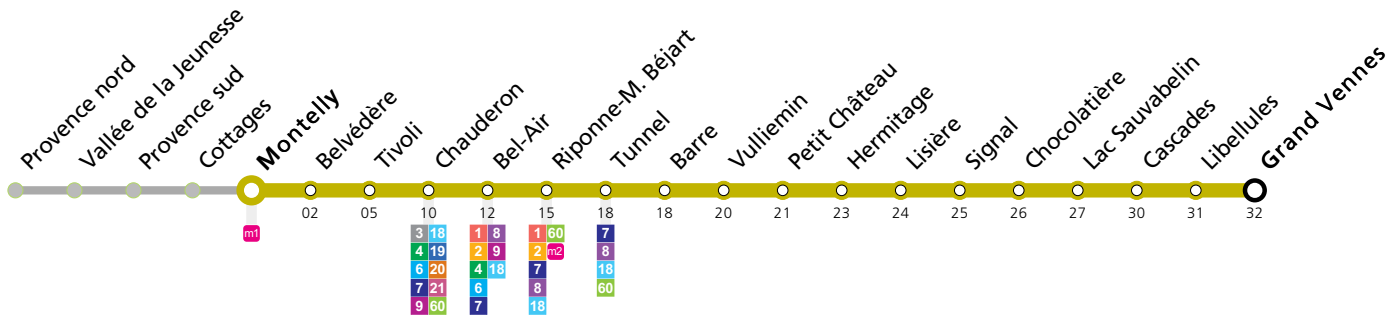 Provence nord
Vallée de la Jeunesse
Provence sud
Cottages
Montelly
Belvédère
Tivoli
Chauderon
Bel-Air
Riponne-M. Béjart
Tunnel
Barre
Vulliemin
Petit Château
Hermitage
Lisière
Signal
Chocolatière
Lac Sauvabelin
Cascades
Libellules
Grand Vennes
02 05 10 12 15 18 18 20 21 23 24 25 26 27 30 31 32
m1 3 18 1 8 1 60 7
4 19 2 9 2 m2 8
6 20 4 18 7 18
7 21 6 8 60
9 60 7 18